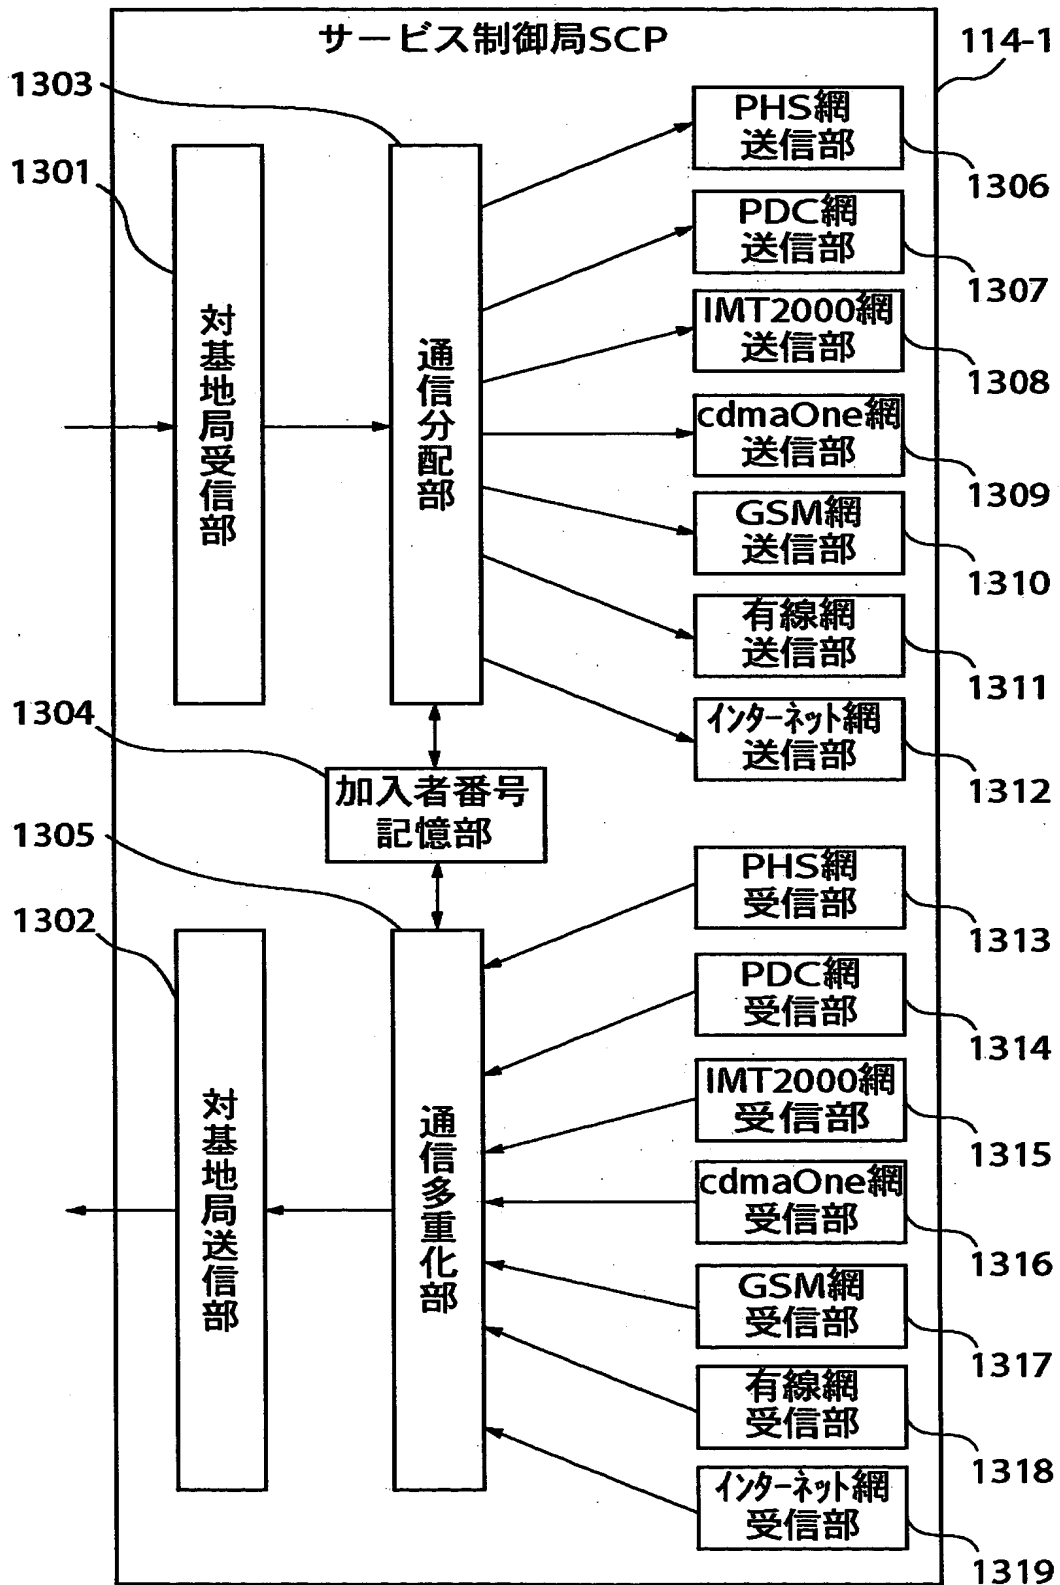 サービス制御局SCP
114-1
1303
1301
対基地局受信部
通信分配部
PHS網
送信部
1306
PDC網
送信部
1307
IMT2000網
送信部
1308
cdmaOne網
送信部
1309
GSM網
送信部
1310
有線網
送信部
1311
インターネット網
送信部
1312
1304
加入者番号
記憶部
1305
1302
対基地局送信部
通信多重化部
PHS網
受信部
1313
PDC網
受信部
1314
IMT2000網
受信部
1315
cdmaOne網
受信部
1316
GSM網
受信部
1317
有線網
受信部
1318
インターネット網
受信部
1319